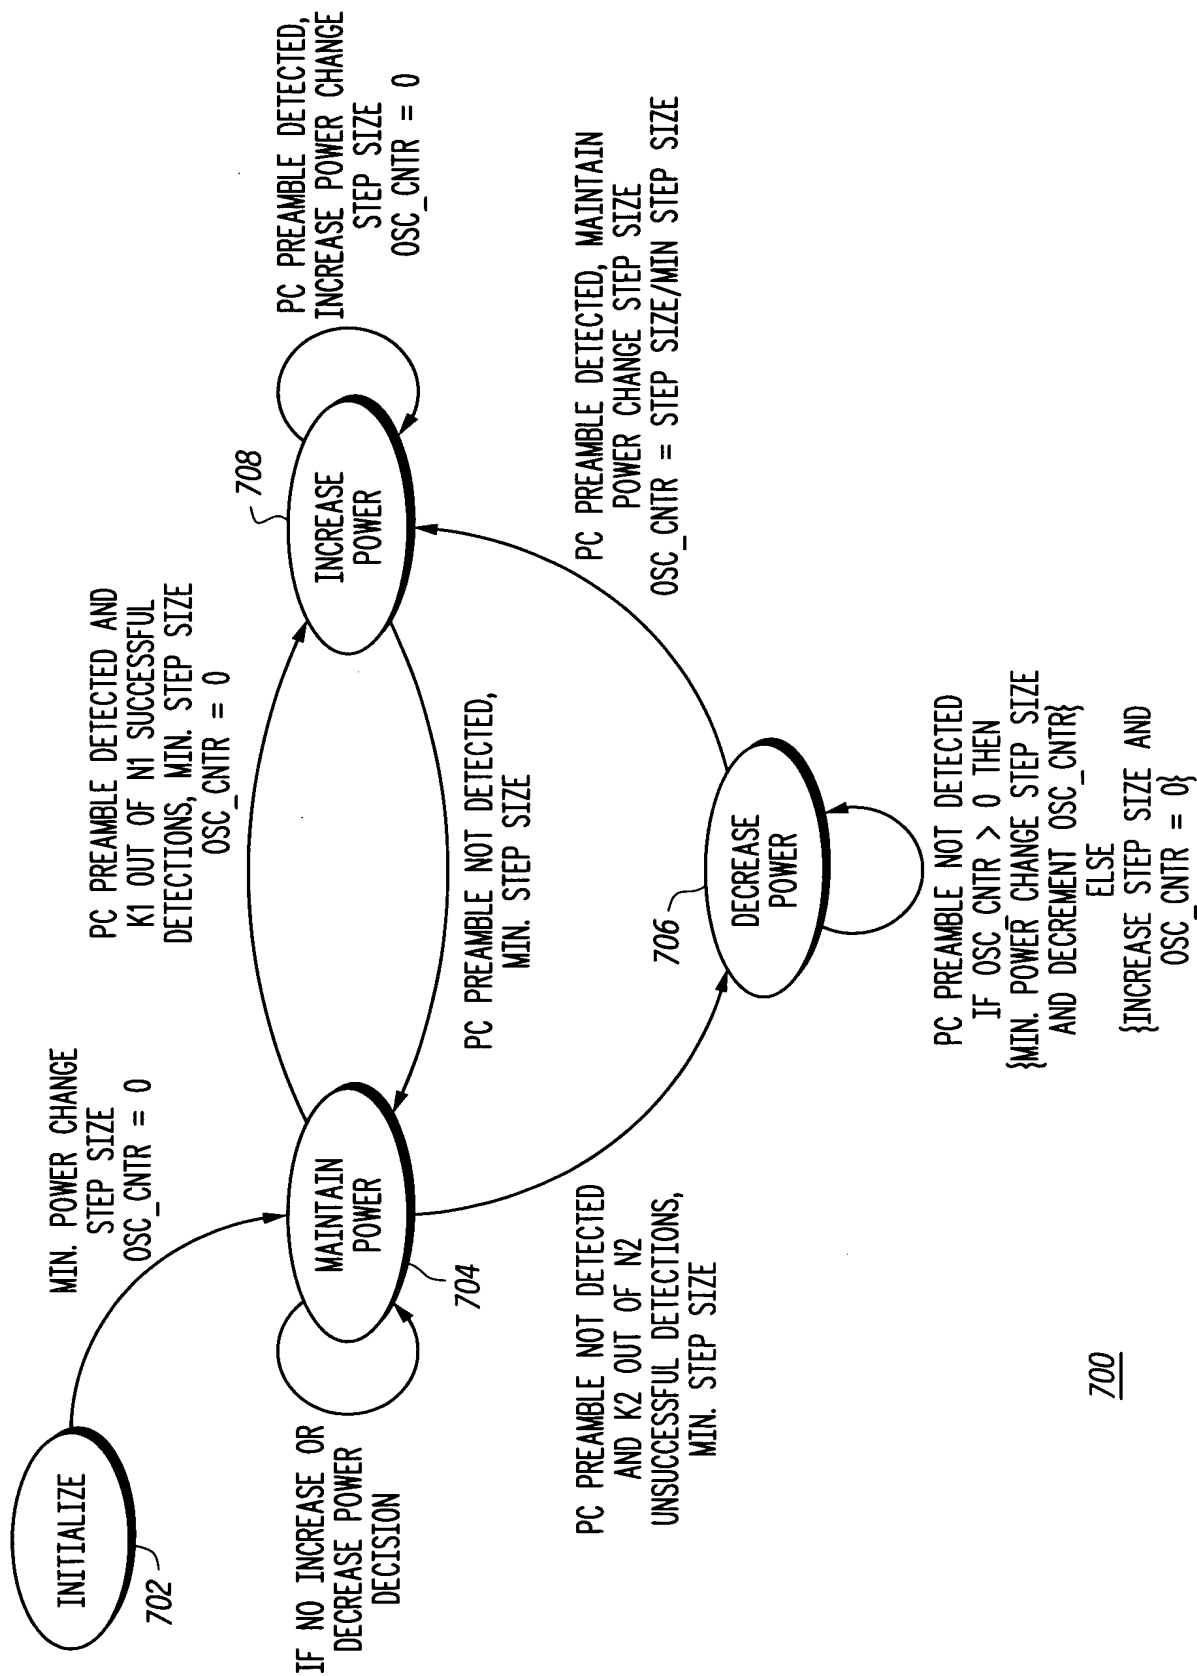 INITIALIZE
702
MIN. POWER CHANGE
STEP SIZE
OSC_CNTR = 0
IF NO INCREASE OR
DECREASE POWER
DECISION
MAINTAIN
POWER
704
PC PREAMBLE DETECTED AND
K1 OUT OF N1 SUCCESSFUL
DETECTIONS, MIN. STEP SIZE
OSC_CNTR = 0
PC PREAMBLE NOT DETECTED,
MIN. STEP SIZE
708
INCREASE
POWER
PC PREAMBLE DETECTED,
INCREASE POWER CHANGE
STEP SIZE
OSC_CNTR = 0
PC PREAMBLE NOT DETECTED
AND K2 OUT OF N2
UNSUCCESSFUL DETECTIONS,
MIN. STEP SIZE
706
DECREASE
POWER
PC PREAMBLE DETECTED, MAINTAIN
POWER CHANGE STEP SIZE
OSC_CNTR = STEP SIZE/MIN STEP SIZE
PC PREAMBLE NOT DETECTED
IF OSC_CNTR > 0 THEN
{MIN. POWER CHANGE STEP SIZE
AND DECREMENT OSC_CNTR}
ELSE
{INCREASE STEP SIZE AND
OSC_CNTR = 0}
700